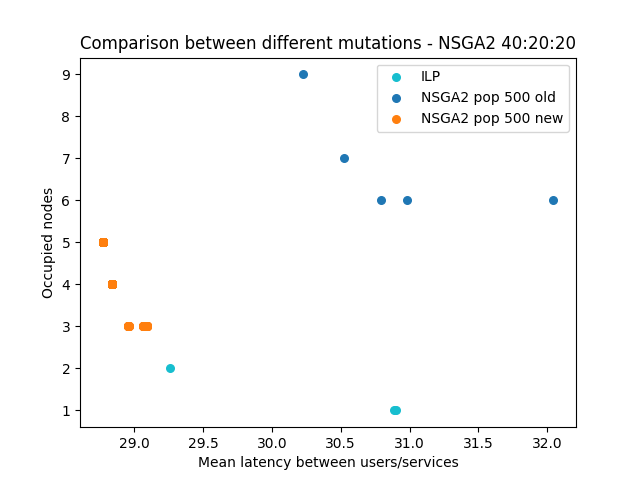 Comparison between different mutations - NSGA2 40:20:20
ILP
NSGA2 pop 500 old
NSGA2 pop 500 new
Occupied nodes
9
8
7
6
5
4
3
2
1
29.0 29.5 30.0 30.5 31.0 31.5 32.0
Mean latency between users/services